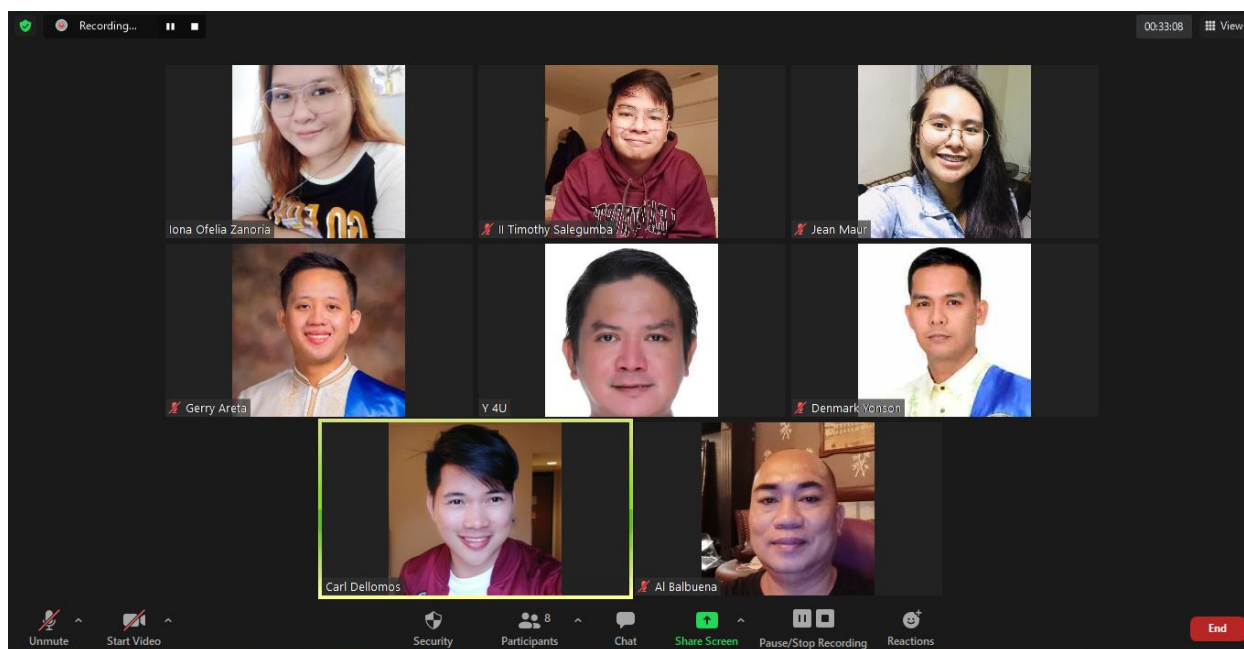 Recording...
00:33:08
View
GO
Iona Ofelia Zanoria
II Timothy Salegumba
Jean Maur
Gerry Areta
Y 4U
Denmark Yonson
Carl Dellomos
Al Balbuena
8
Unmute
Start Video
Security
Participants
Chat
Share Screen
Pause/Stop Recording
Reactions
End